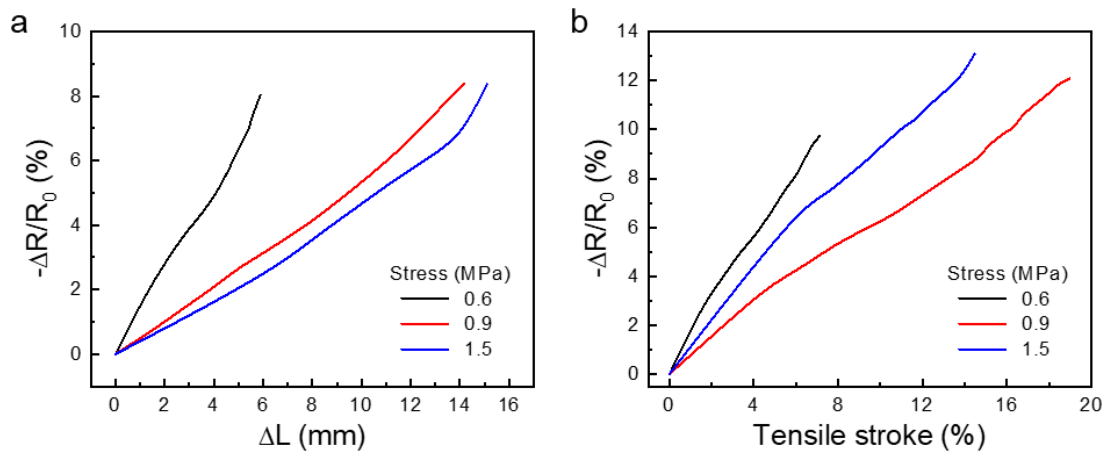 a
10
8
6
4
2
0
-ΔR/R₀ (%)
Stress (MPa)
0.6
0.9
1.5
0 2 4 6 8 10 12 14 16
ΔL (mm)
b
14
12
10
8
6
4
2
0
-ΔR/R₀ (%)
Stress (MPa)
0.6
0.9
1.5
0 4 8 12 16 20
Tensile stroke (%)